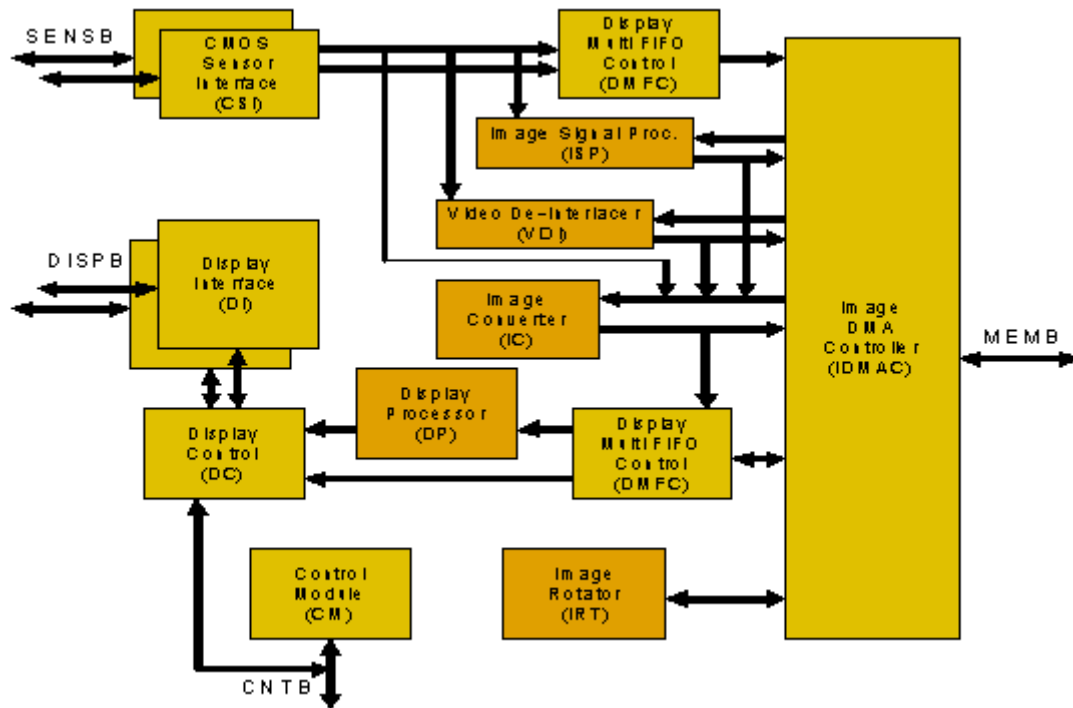 SENSB
CMOS
Sensor
Interface
(CSI)
Display
Multi FIFO
Control
(DMFC)
Image Signal Proc.
(ISP)
Video De-Interlacer
(VDI)
DISPB
Display
Interface
(DI)
Image
Converter
(IC)
Image
DMA
Controller
(IDMAC)
MEMB
Display
Processor
(DP)
Display
Control
(DC)
Display
Multi FIFO
Control
(DMFC)
Control
Module
(CM)
Image
Rotator
(IRT)
CNTB